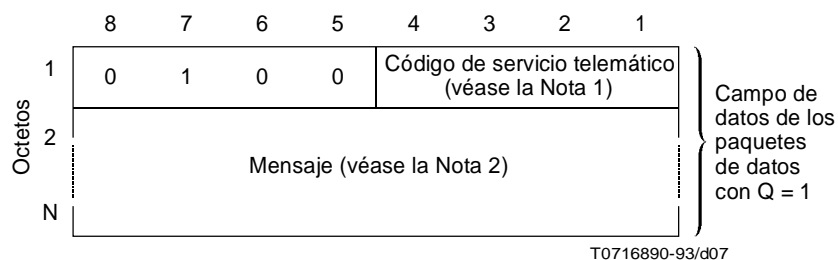 8 7 6 5 4 3 2 1
1 0 1 0 0 Código de servicio telemático
(véase la Nota 1)
Octetos
2
Mensaje (véase la Nota 2)
N
Campo de
datos de los
paquetes
de datos
con Q = 1
T0716890-93/d07